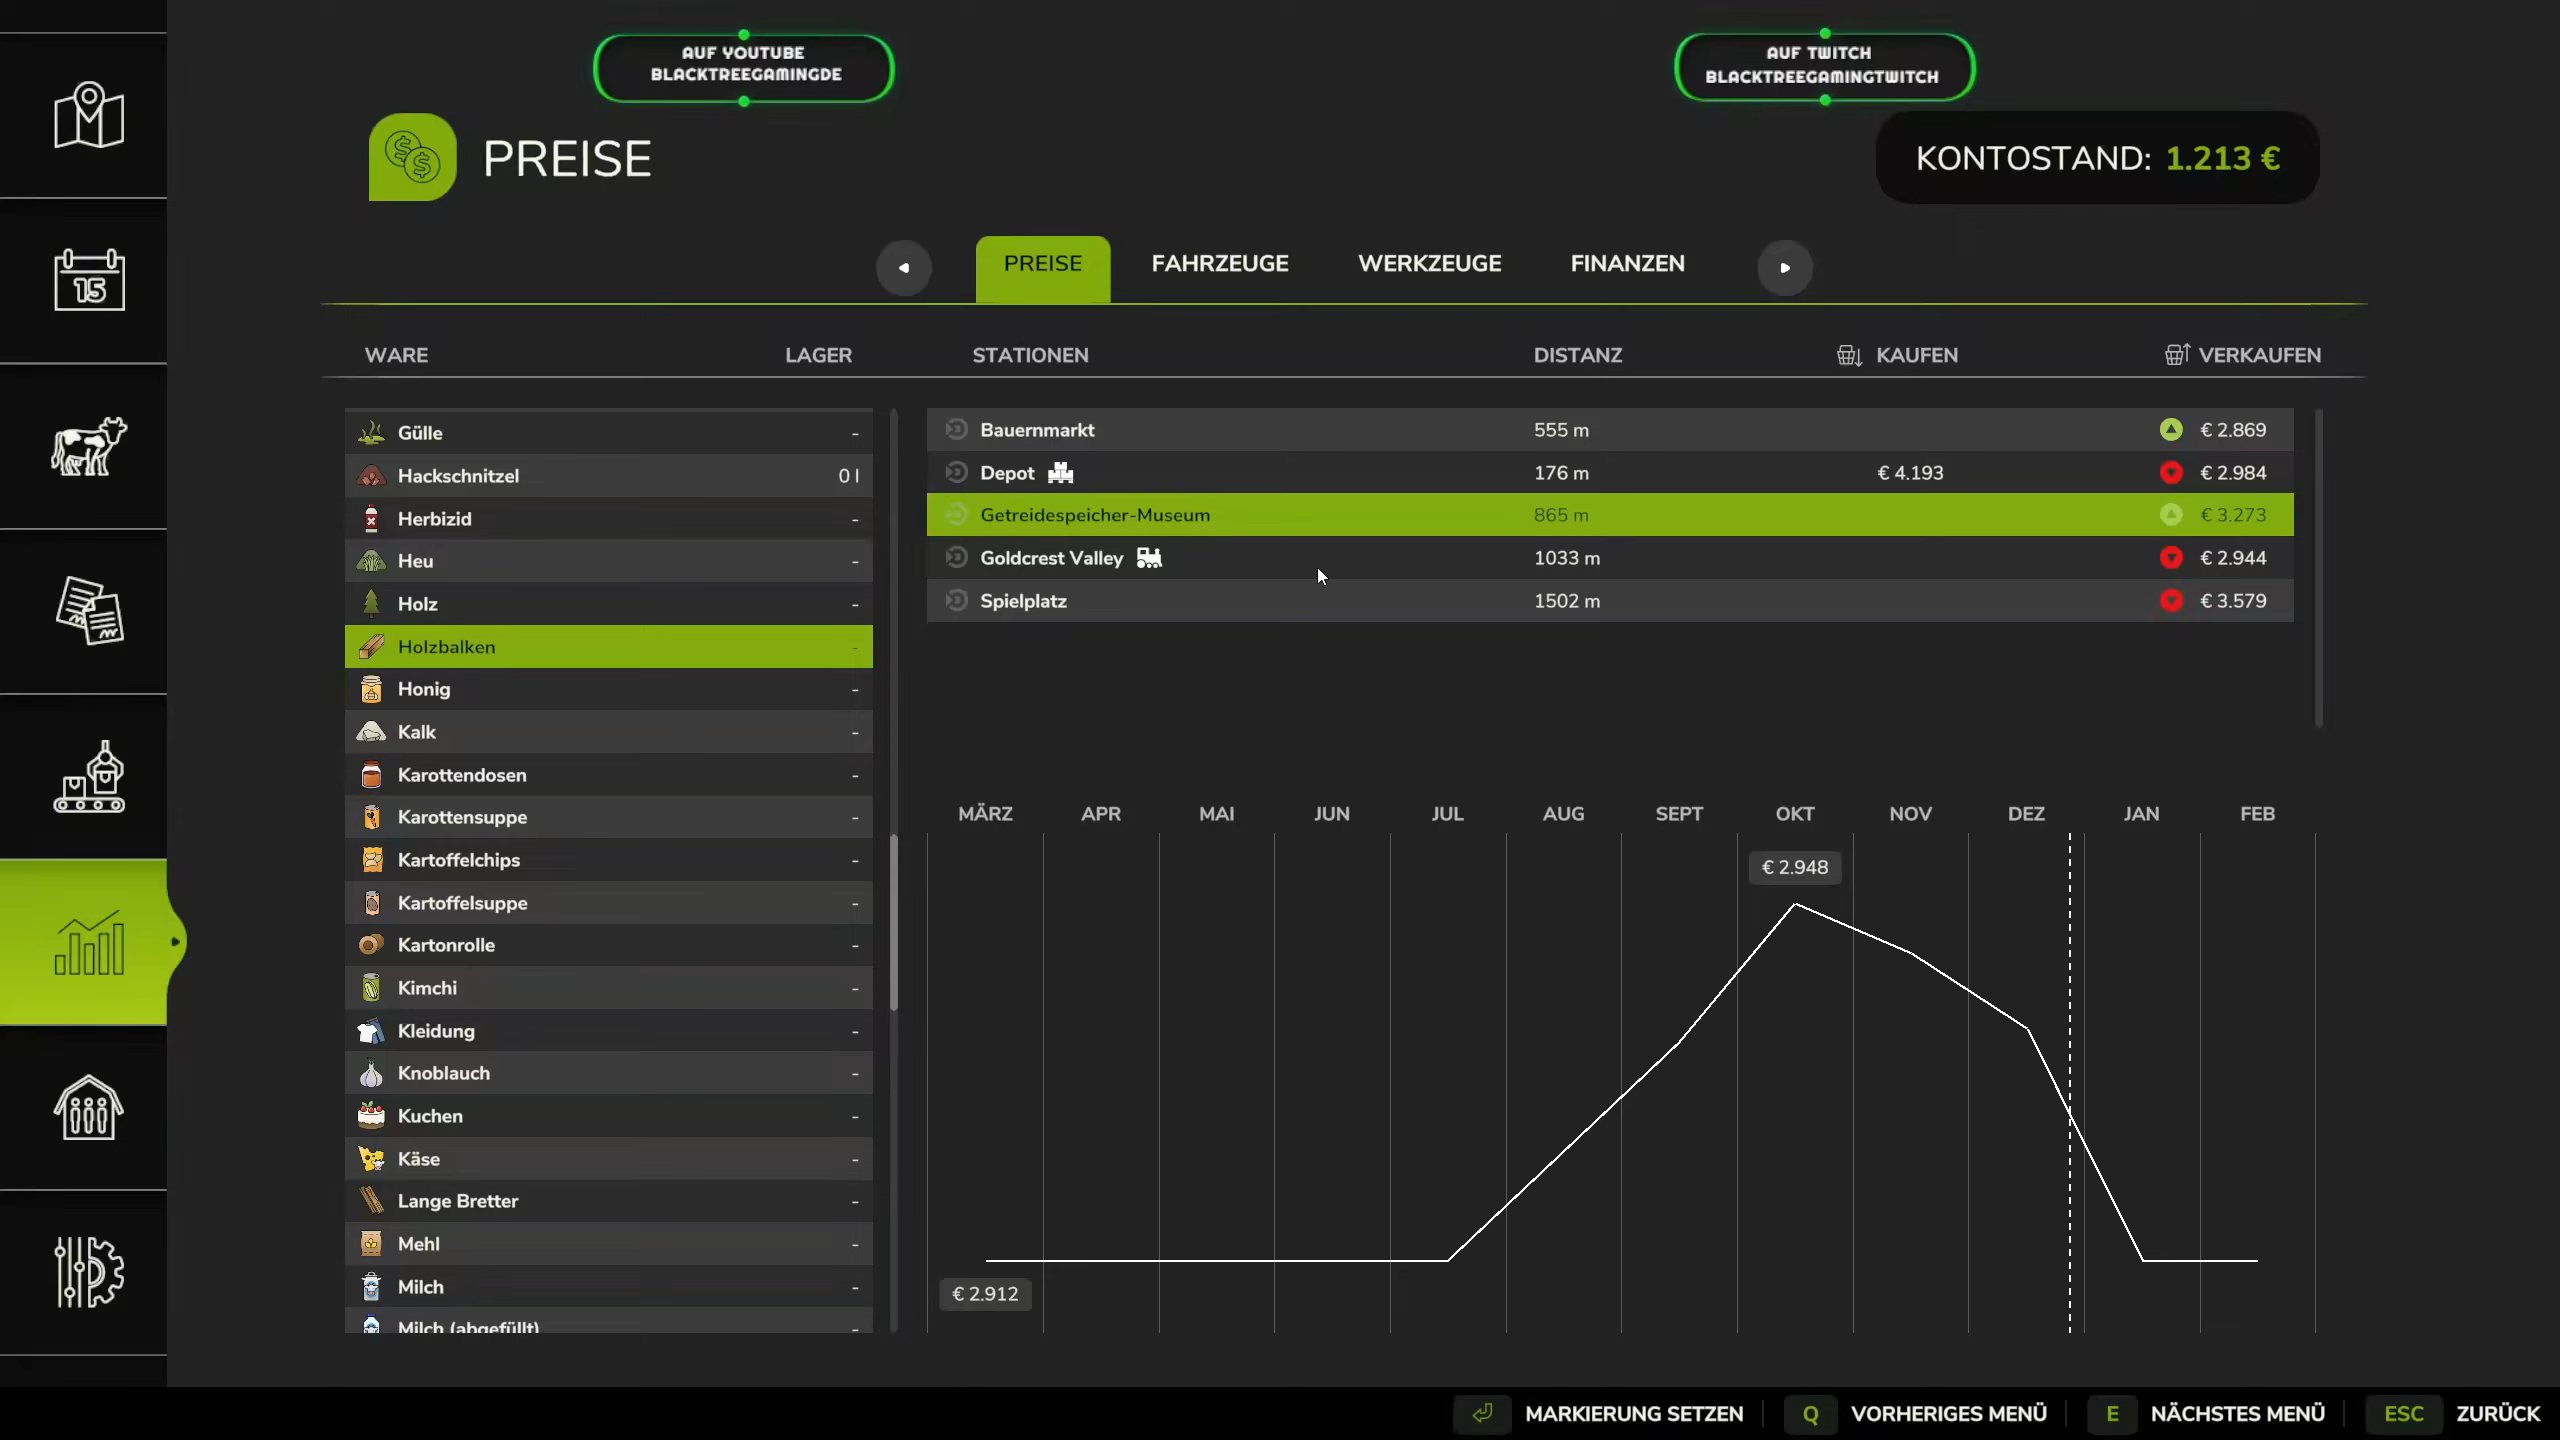 AUF YOUTUBE
BLACKTREEGAMINGDE
AUF TWITCH
BLACKTREEGAMINGTWITCH
PREISE
KONTOSTAND: 1.213 €
15
PREISE FAHRZEUGE WERKZEUGE FINANZEN
WARE LAGER STATIONEN DISTANZ KAUFEN VERKAUFEN
Gülle -
Hackschnitzel 0 l
Herbizid -
Heu -
Holz -
Holzbalken -
Honig -
Kalk -
Karottendosen -
Karottensuppe -
Kartoffelchips -
Kartoffelsuppe -
Kartonrolle -
Kimchi -
Kleidung -
Knoblauch -
Kuchen -
Käse -
Lange Bretter -
Mehl -
Milch -
Milch (abgefüllt) -
Bauernmarkt 555 m € 2.869
Depot 176 m € 4.193 € 2.984
Getreidespeicher-Museum 865 m € 3.273
Goldcrest Valley 1033 m € 2.944
Spielplatz 1502 m € 3.579
MÄRZ APR MAI JUN JUL AUG SEPT OKT NOV DEZ JAN FEB
€ 2.948
€ 2.912
MARKIERUNG SETZEN Q VORHERIGES MENÜ E NÄCHSTES MENÜ ESC ZURÜCK